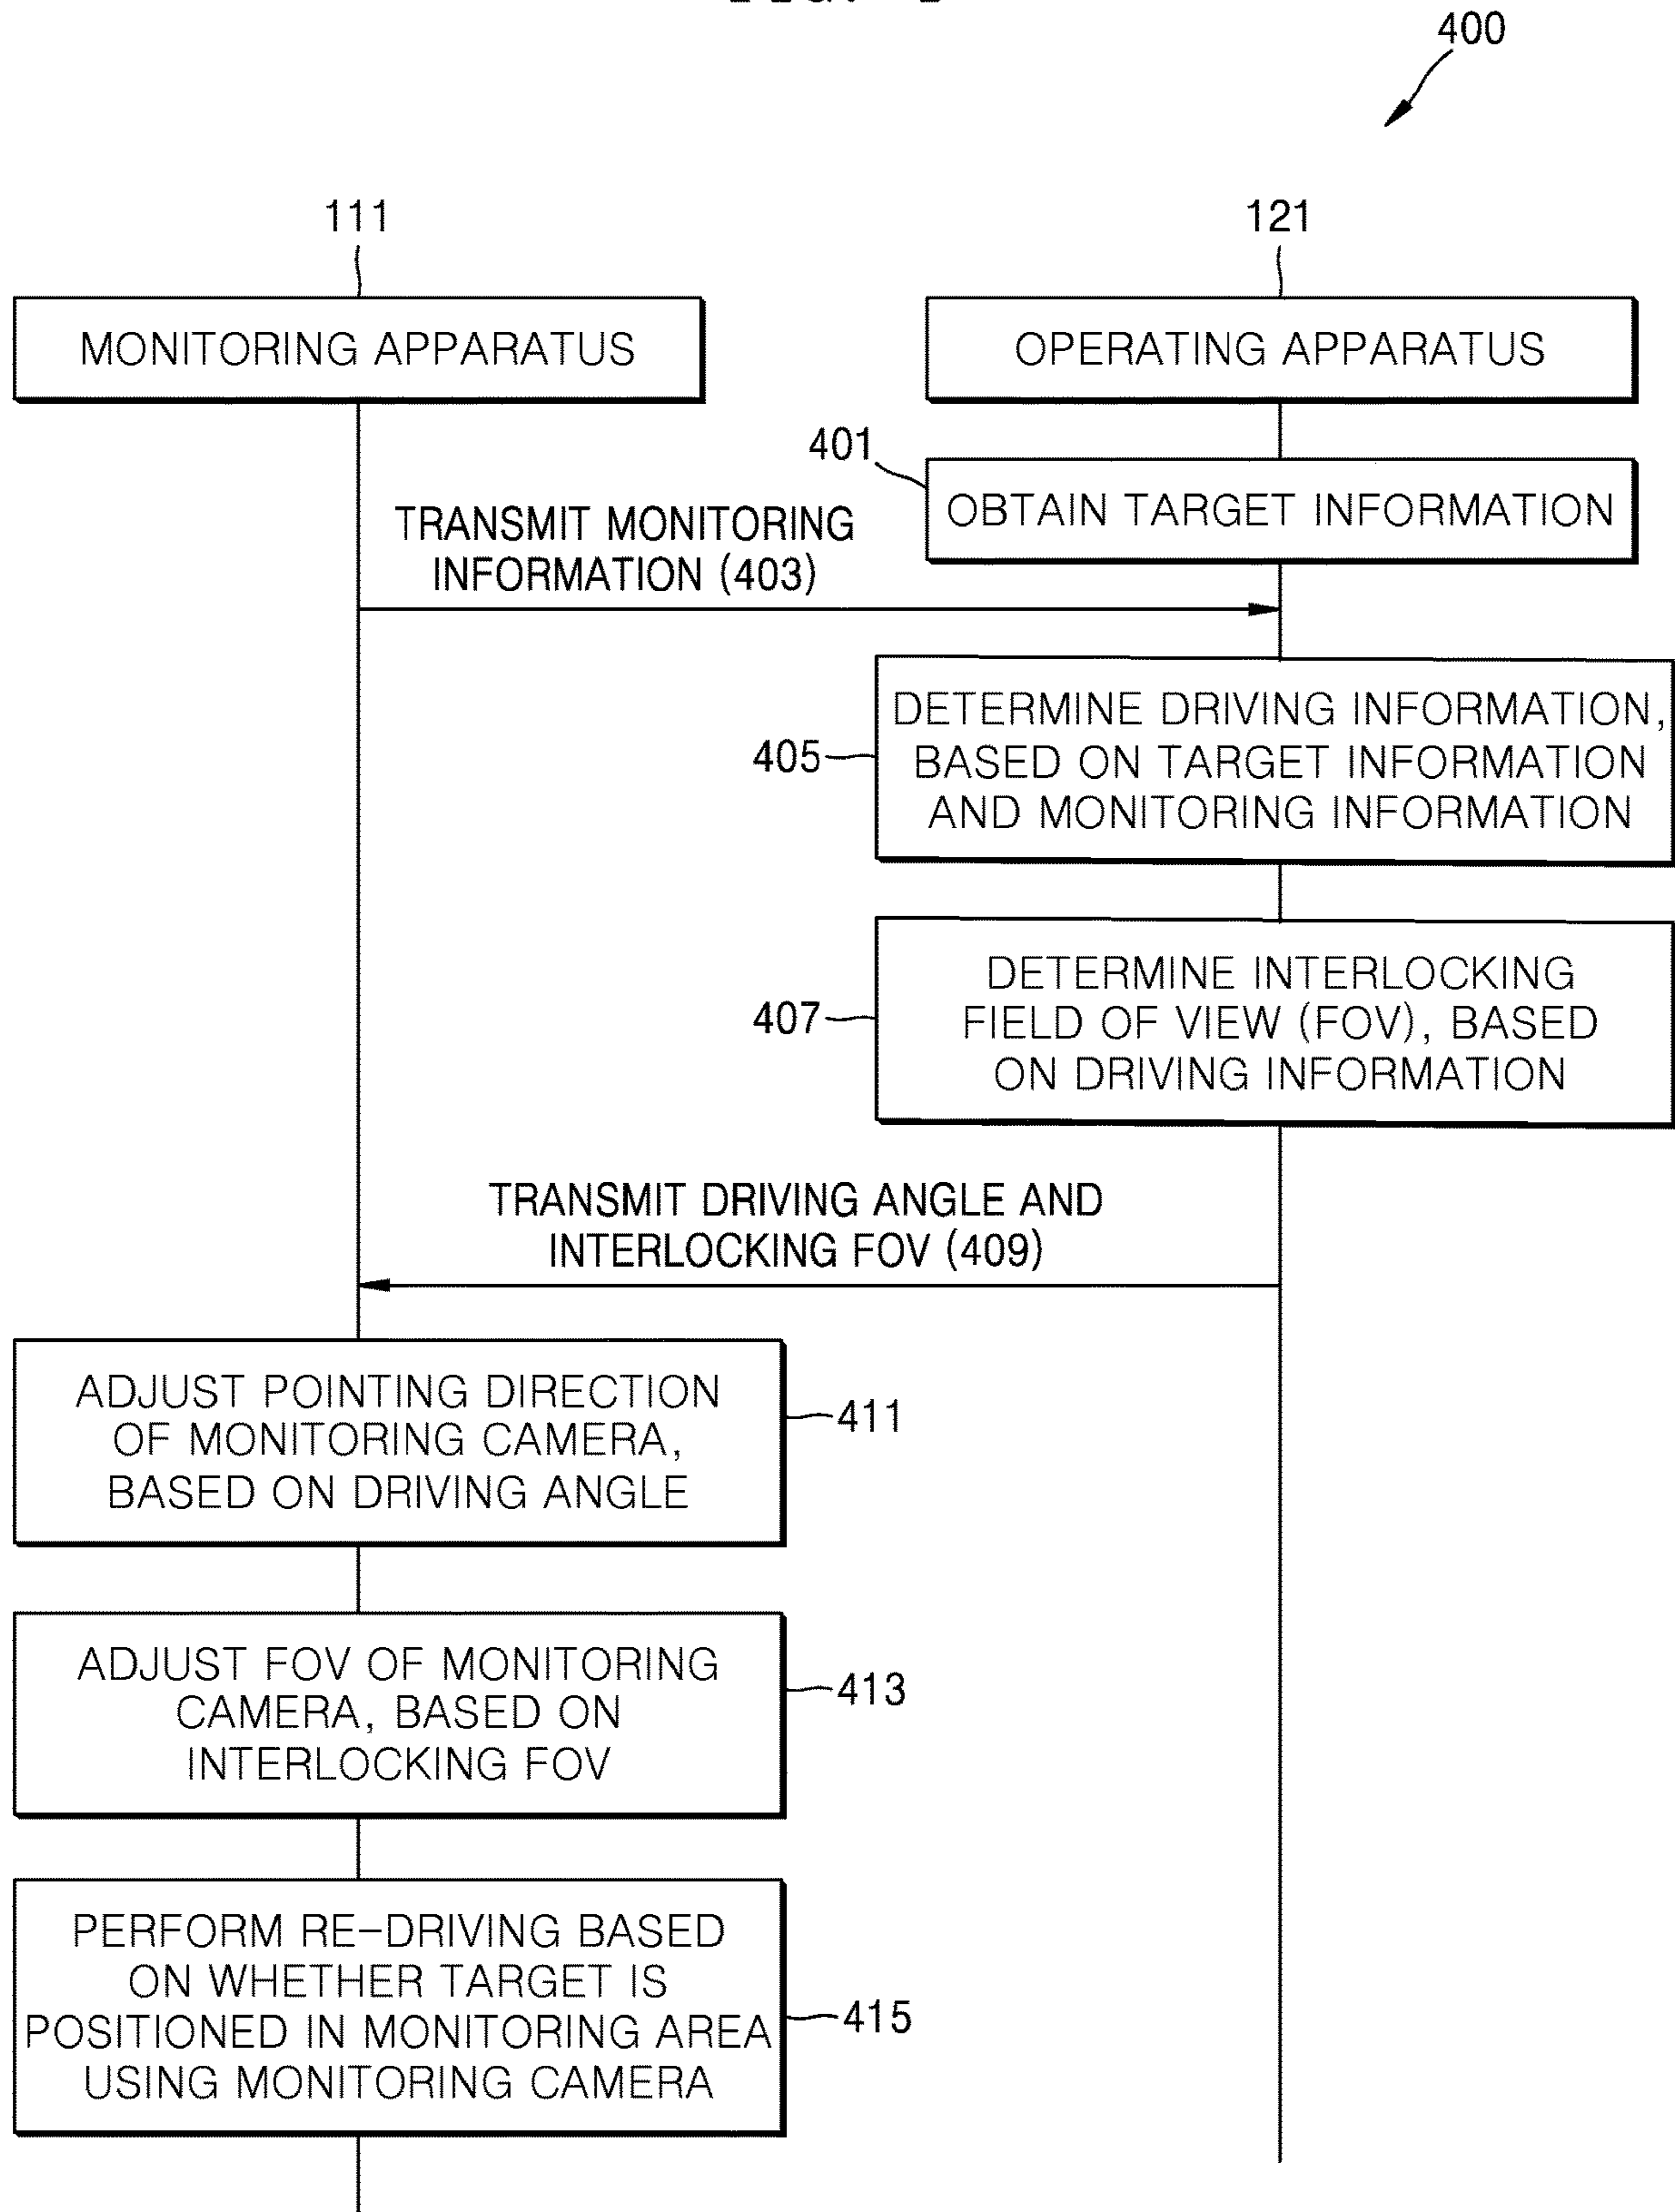 400
111
121
MONITORING APPARATUS
OPERATING APPARATUS
401
OBTAIN TARGET INFORMATION
TRANSMIT MONITORING
INFORMATION (403)
DETERMINE DRIVING INFORMATION,
BASED ON TARGET INFORMATION
AND MONITORING INFORMATION
405
DETERMINE INTERLOCKING
FIELD OF VIEW (FOV), BASED
ON DRIVING INFORMATION
407
TRANSMIT DRIVING ANGLE AND
INTERLOCKING FOV (409)
ADJUST POINTING DIRECTION
OF MONITORING CAMERA,
BASED ON DRIVING ANGLE
411
ADJUST FOV OF MONITORING
CAMERA, BASED ON
INTERLOCKING FOV
413
PERFORM RE-DRIVING BASED
ON WHETHER TARGET IS
POSITIONED IN MONITORING AREA
USING MONITORING CAMERA
415